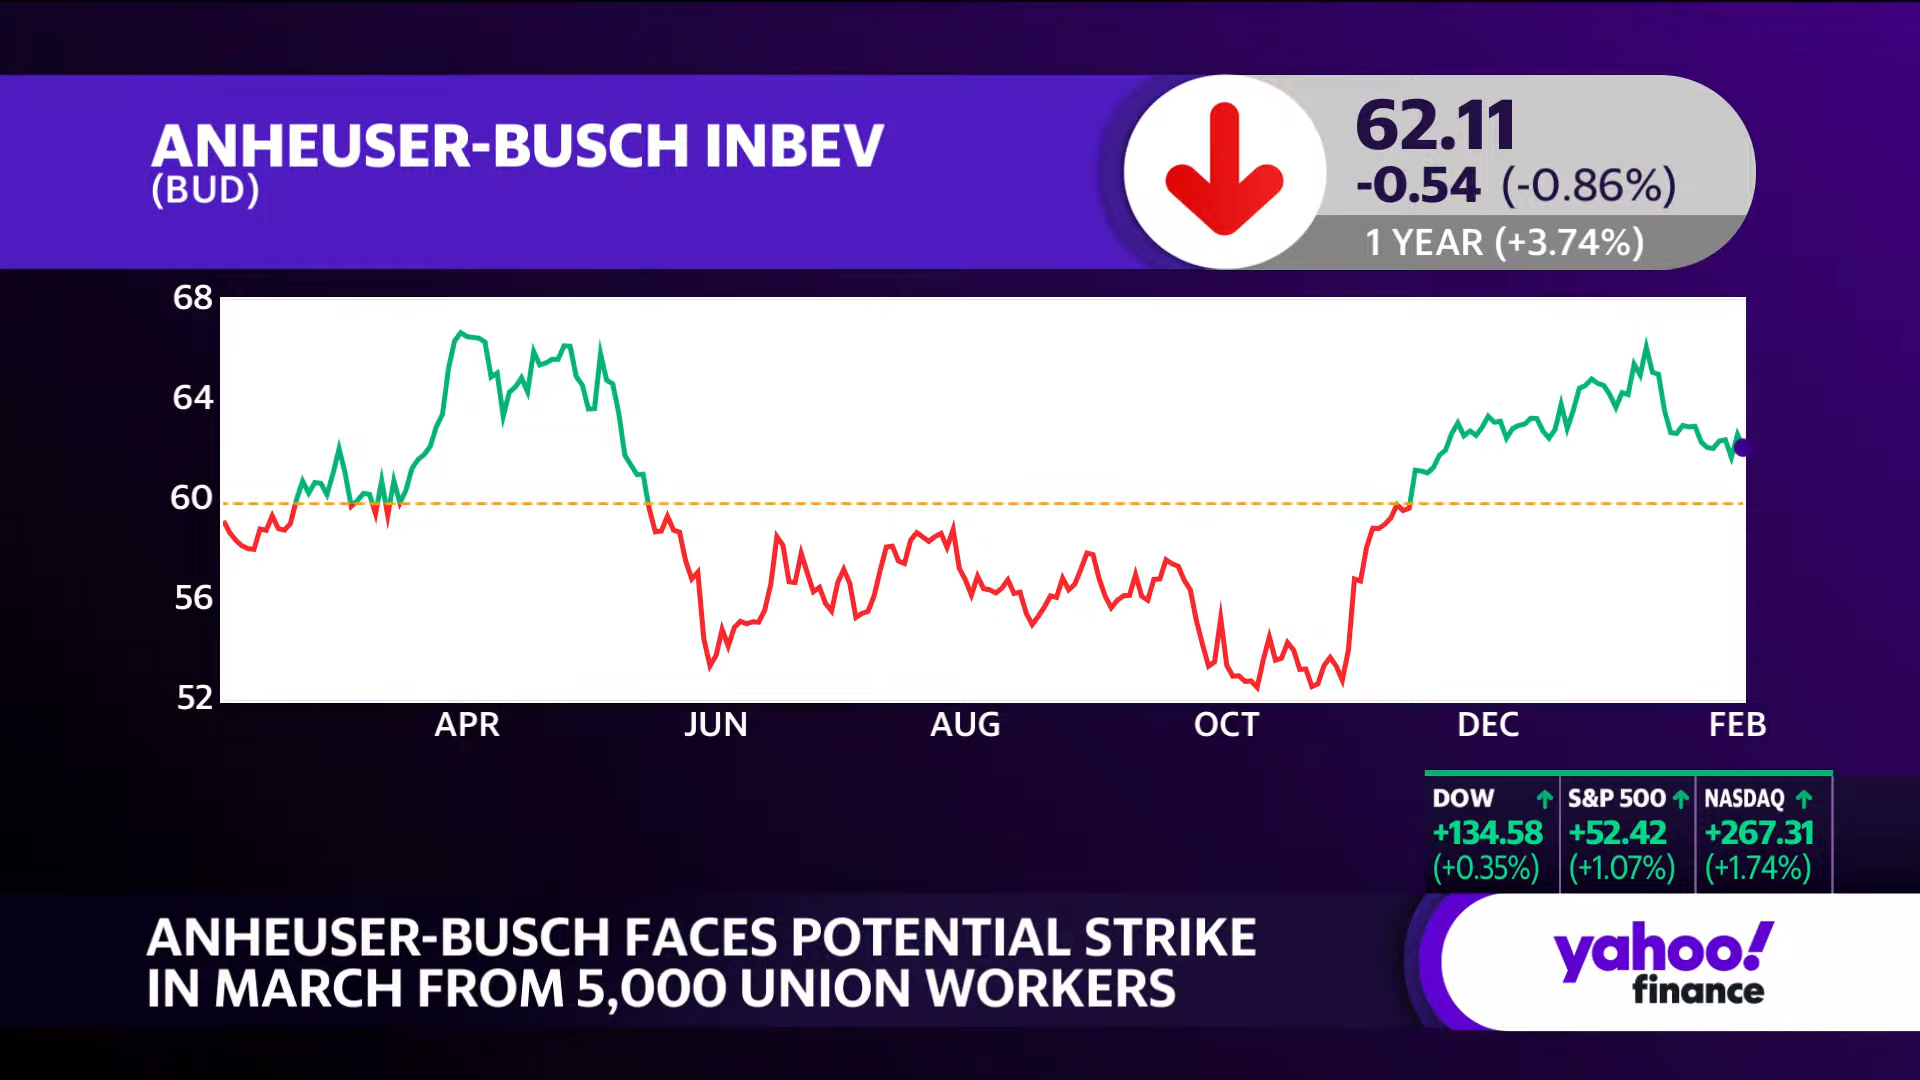 ANHEUSER-BUSCH INBEV
(BUD)
62.11
-0.54 (-0.86%)
1 YEAR (+3.74%)
68
64
60
56
52
APR JUN AUG OCT DEC FEB
DOW S&P 500 NASDAQ
+134.58 +52.42 +267.31
(+0.35%) (+1.07%) (+1.74%)
ANHEUSER-BUSCH FACES POTENTIAL STRIKE
IN MARCH FROM 5,000 UNION WORKERS
yahoo!
finance